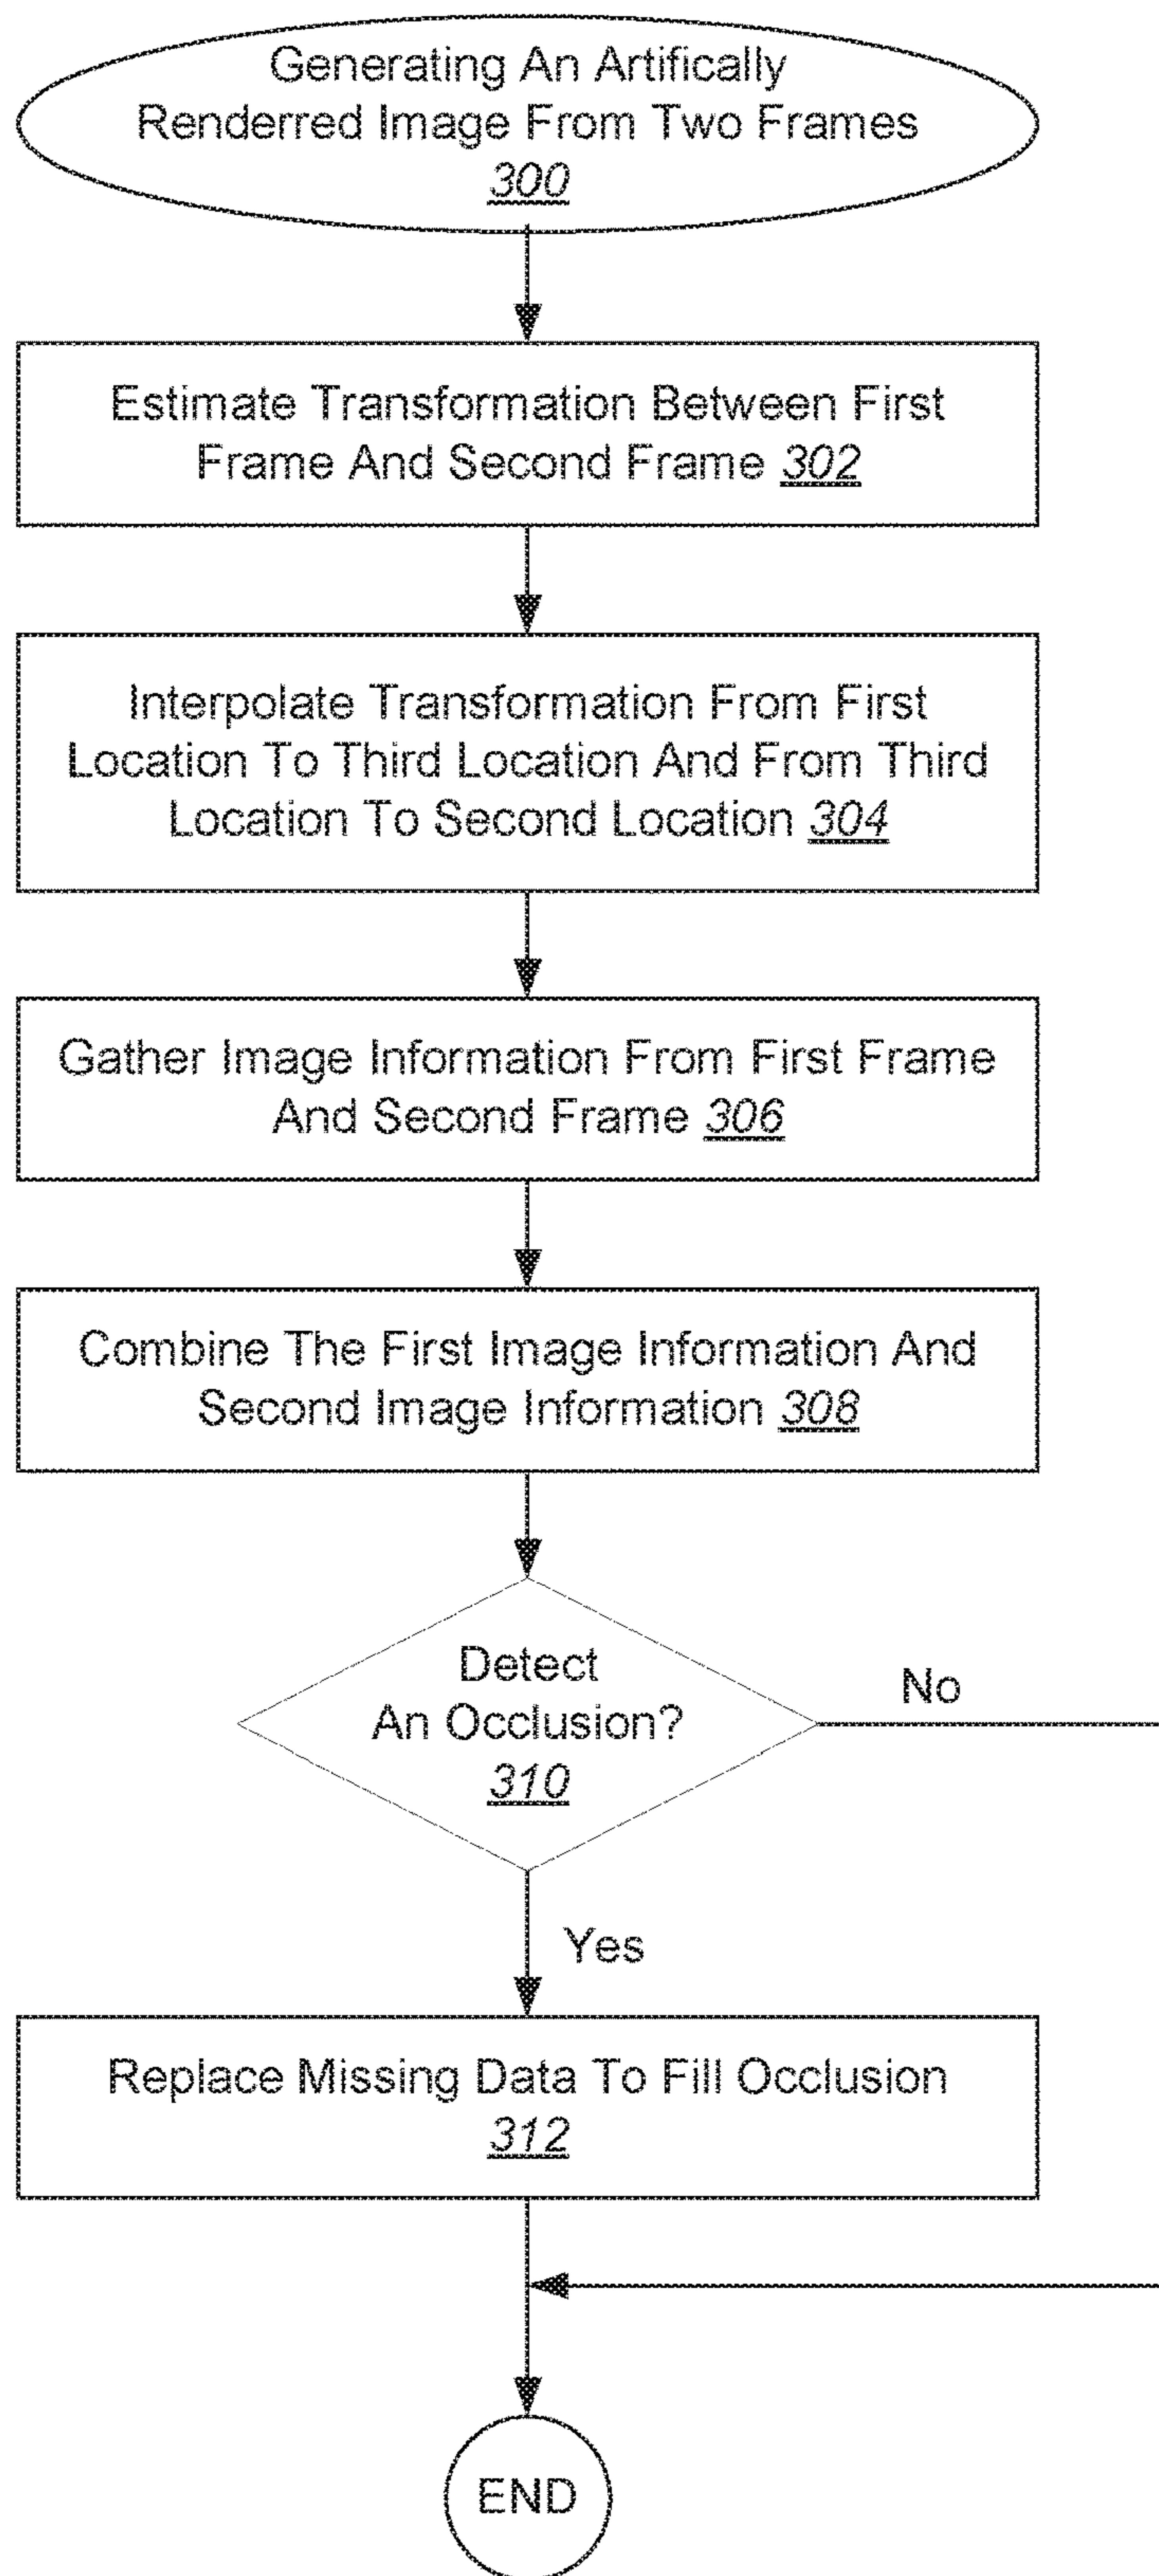 Generating An Artifically
Renderred Image From Two Frames
300
Estimate Transformation Between First
Frame And Second Frame 302
Interpolate Transformation From First
Location To Third Location And From Third
Location To Second Location 304
Gather Image Information From First Frame
And Second Frame 306
Combine The First Image Information And
Second Image Information 308
Detect
An Occlusion?
310
No
Yes
Replace Missing Data To Fill Occlusion
312
END